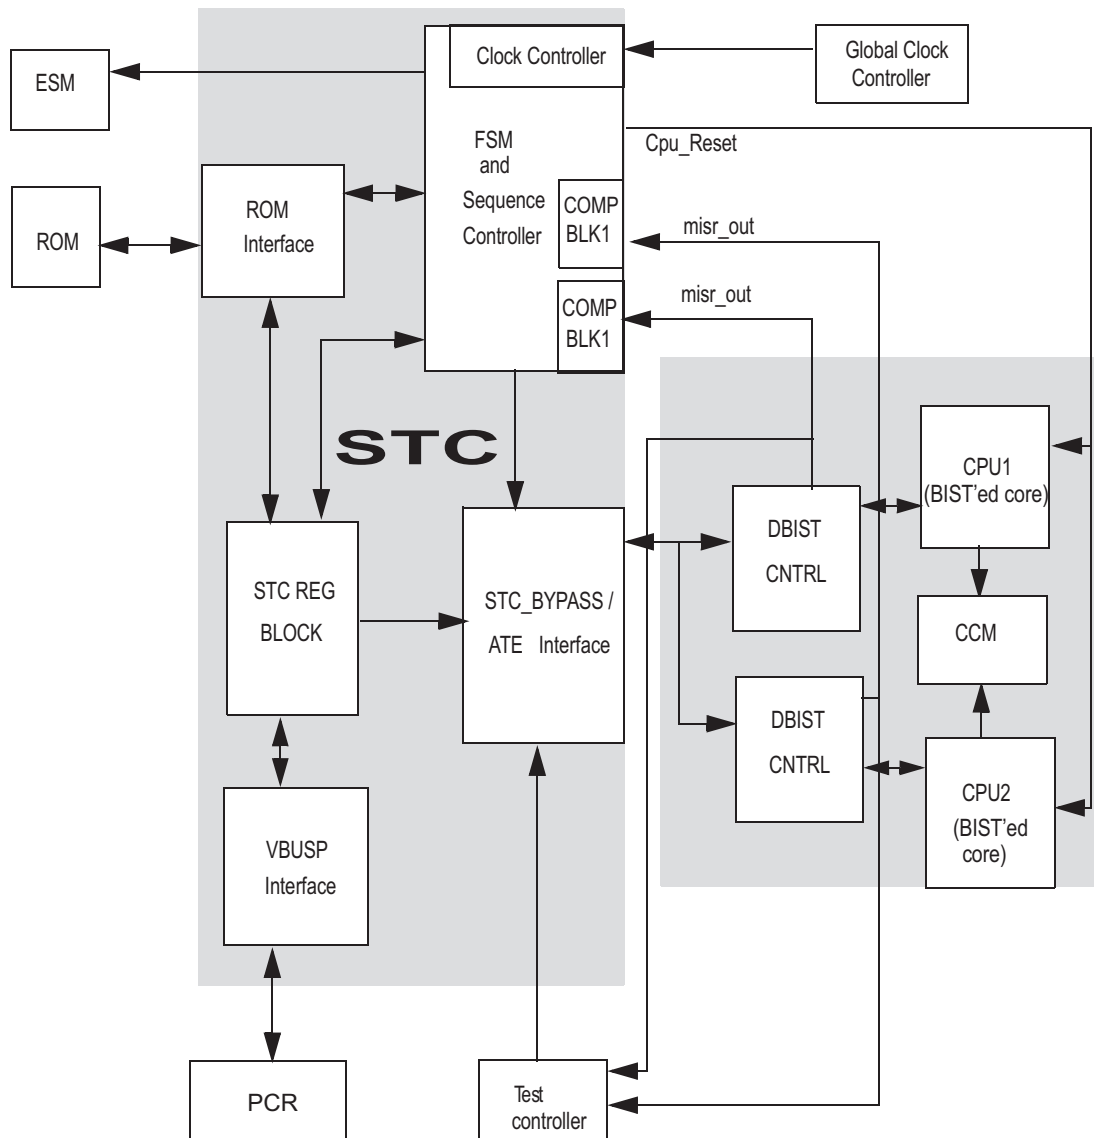 Clock Controller
Global Clock
Controller
ESM
FSM
and
Sequence
Controller
Cpu_Reset
ROM
Interface
COMP
BLK1
misr_out
ROM
COMP
BLK1
misr_out
STC
CPU1
(BIST'ed core)
DBIST
CNTRL
STC REG
BLOCK
STC_BYPASS /
ATE Interface
CCM
DBIST
CNTRL
CPU2
(BIST'ed
core)
VBUSP
Interface
PCR
Test
controller